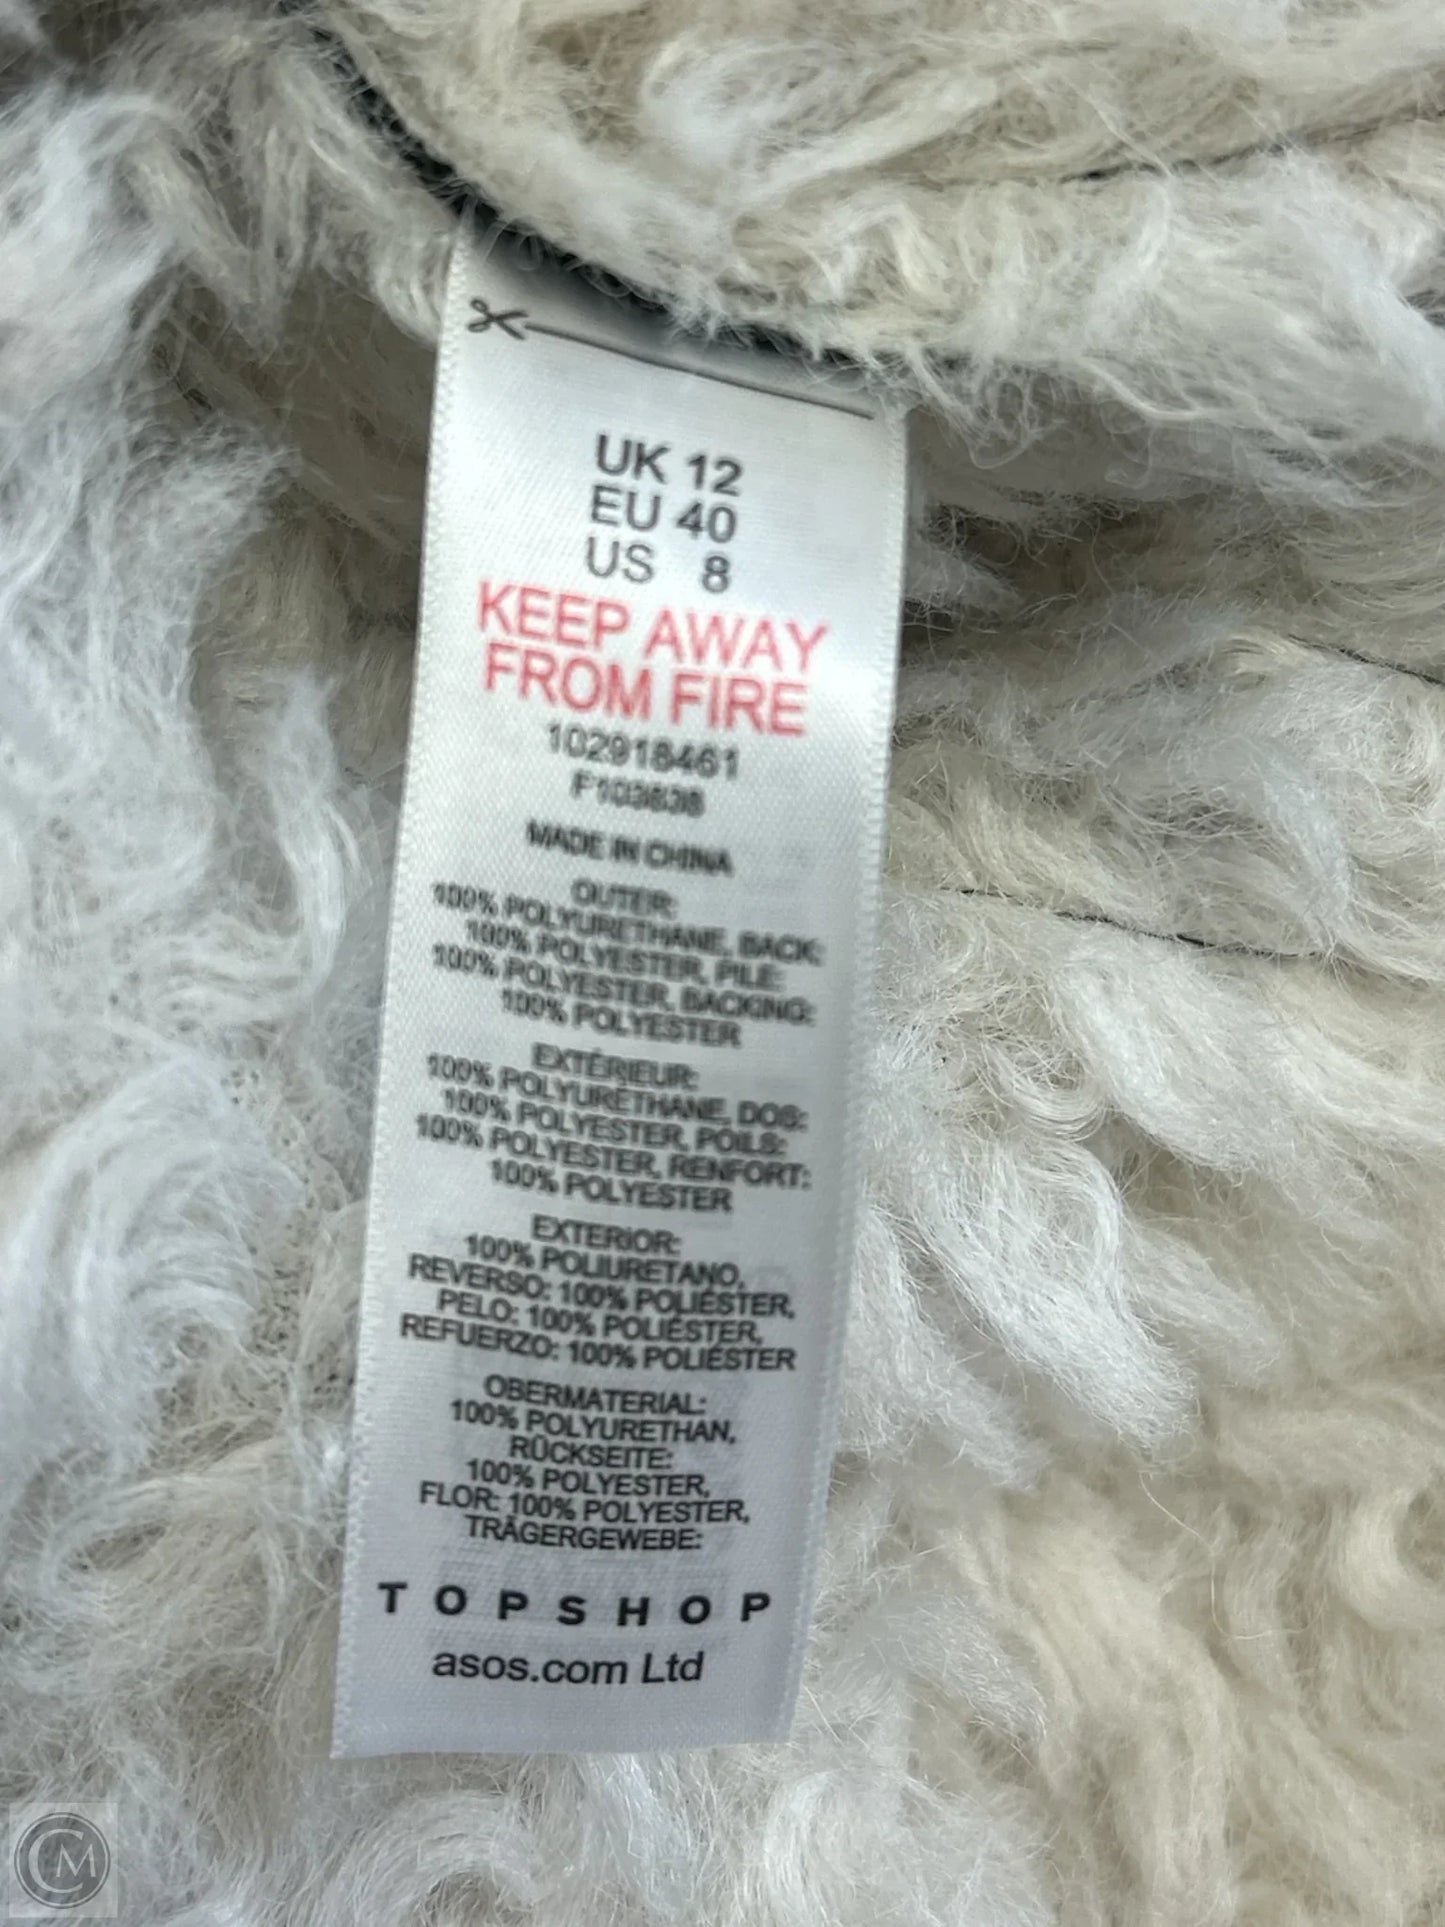 UK 12
EU 40
US 8
KEEP AWAY
FROM FIRE
102918461
F103838
MADE IN CHINA
OUTER:
100% POLYURETHANE, BACK:
100% POLYESTER, PILE:
100% POLYESTER, BACKING:
100% POLYESTER
EXTÉRIEUR:
100% POLYURÉTHANE, DOS:
100% POLYESTER, POILS:
100% POLYESTER, RENFORT:
100% POLYESTER
EXTERIOR:
100% POLIURETANO,
REVERSO: 100% POLIÉSTER,
PELO: 100% POLIÉSTER,
REFUERZO: 100% POLIÉSTER
OBERMATERIAL:
100% POLYURETHAN,
RÜCKSEITE:
100% POLYESTER,
FLOR: 100% POLYESTER,
TRÄGERGEWEBE:
TOPSHOP
asos.com Ltd
CM